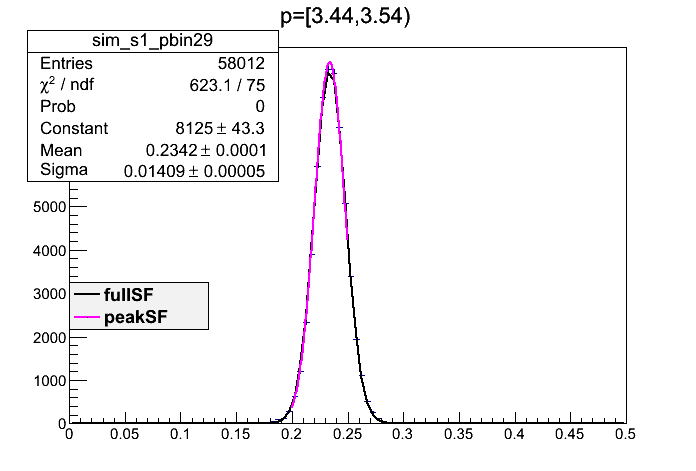 p=[3.44,3.54)
sim_s1_pbin29
Entries 58012
χ² / ndf 623.1 / 75
Prob 0
Constant 8125 ± 43.3
Mean 0.2342 ± 0.0001
Sigma 0.01409 ± 0.00005
5000
4000
3000
2000
1000
0
fullSF
peakSF
0 0.05 0.1 0.15 0.2 0.25 0.3 0.35 0.4 0.45 0.5